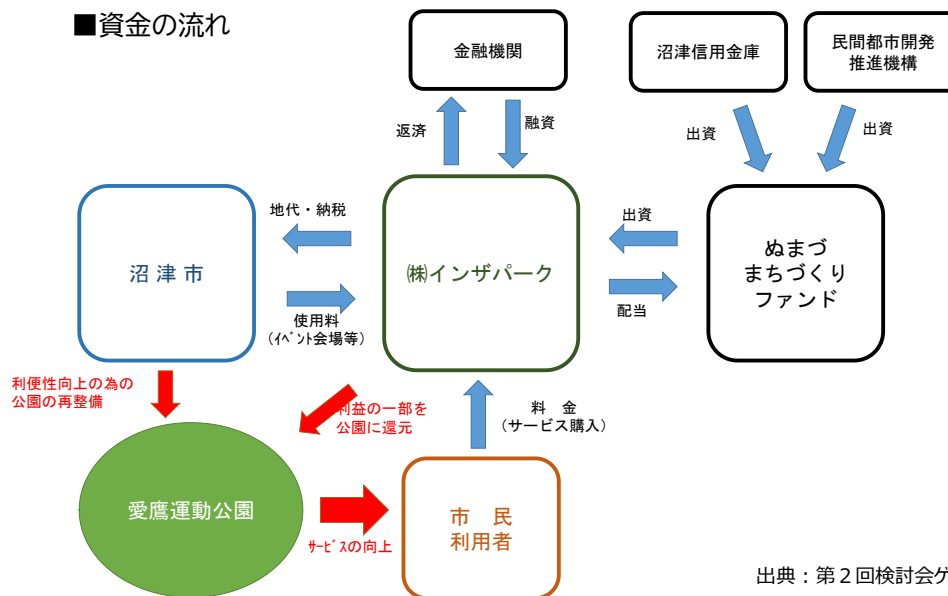 ■資金の流れ
金融機関
沼津信用金庫
民間都市開発
推進機構
返済
融資
出資
出資
地代・納税
出資
沼 津 市
㈱インザパーク
ぬまづ
まちづくり
ファンド
使用料
(ｲﾍﾞﾝﾄ会場等)
配当
利便性向上の為の
公園の再整備
利益の一部を
公園に還元
料　金
(サービス購入)
愛鷹運動公園
市　民
利用者
ｻｰﾋﾞｽの向上
出典：第２回検討会ゲ